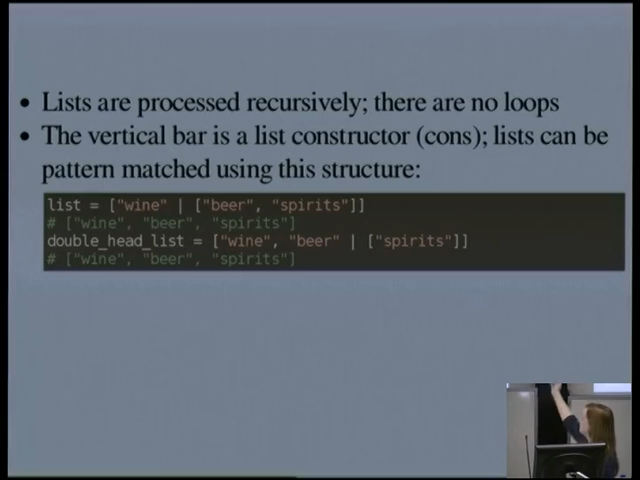 • Lists are processed recursively; there are no loops
• The vertical bar is a list constructor (cons); lists can be
pattern matched using this structure:
list = ["wine" | ["beer", "spirits"]]
# ["wine", "beer", "spirits"]
double_head_list = ["wine", "beer" | ["spirits"]]
# ["wine", "beer", "spirits"]